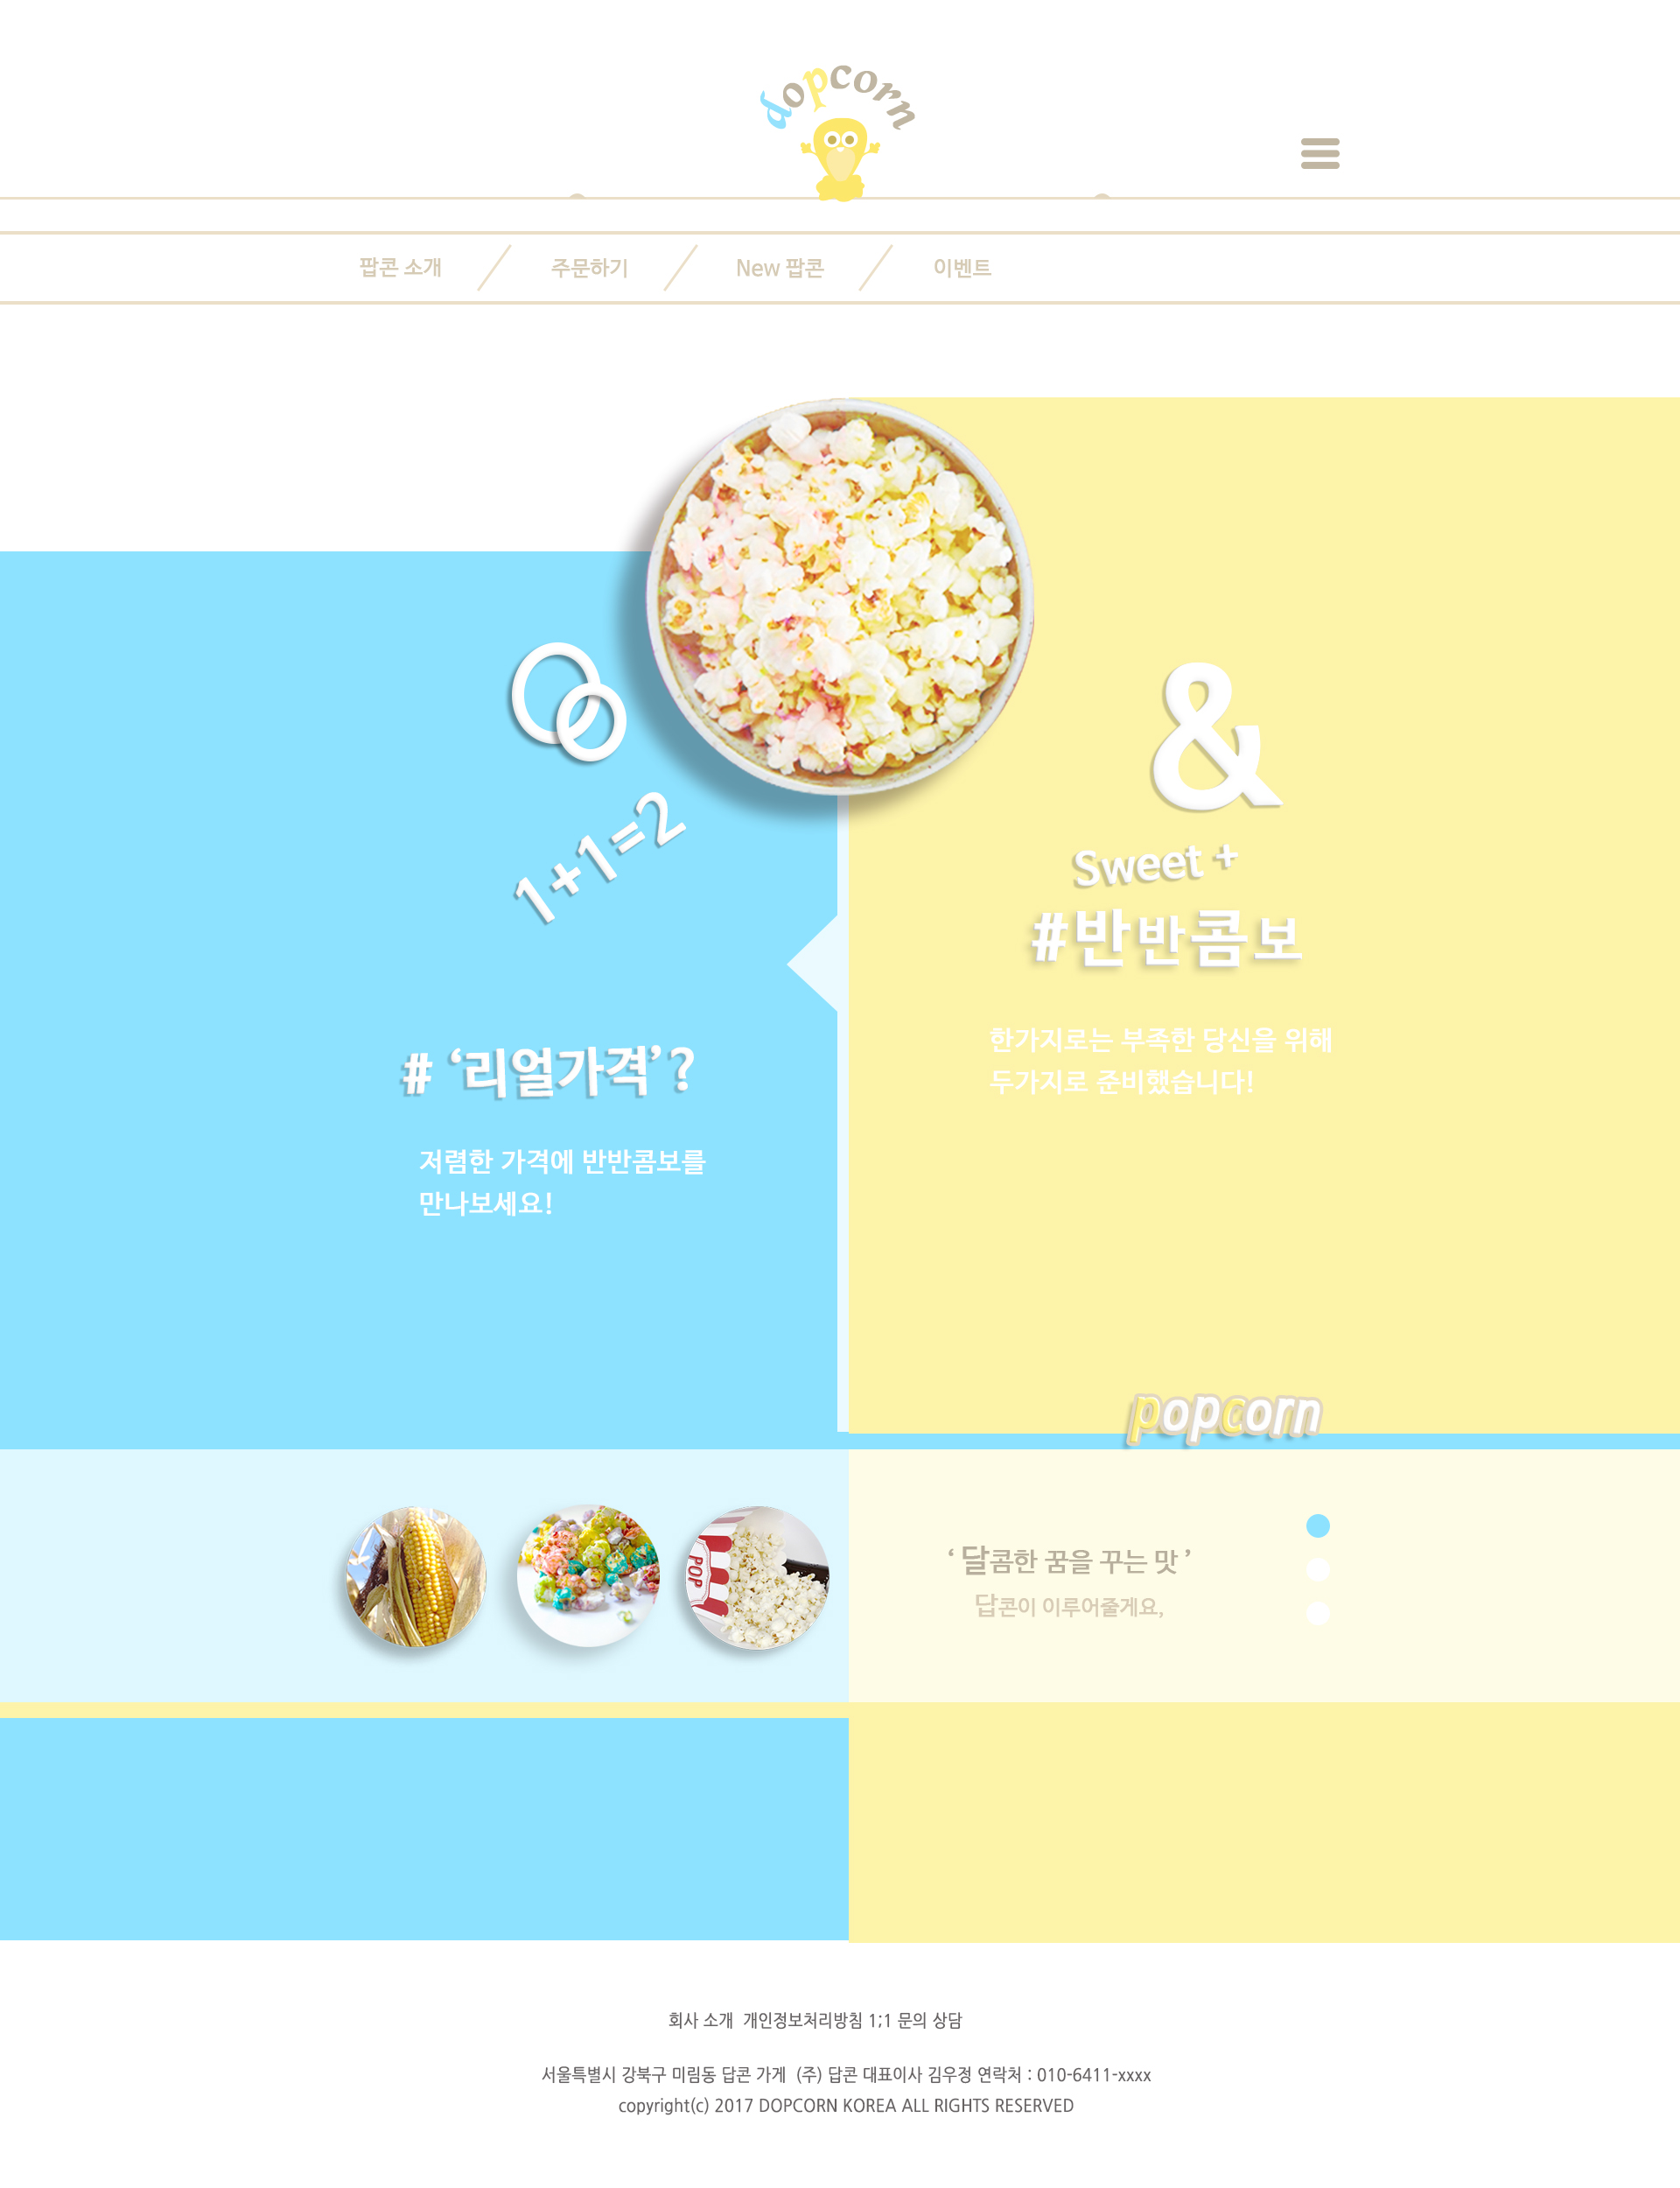 dopcorn
팝콘 소개
주문하기
New 팝콘
이벤트
1+1=2
# ‘리얼가격’?
저렴한 가격에 반반콤보를
만나보세요!
&
Sweet +
#반반콤보
한가지로는 부족한 당신을 위해
두가지로 준비했습니다!
popcorn
POP
‘ 달콤한 꿈을 꾸는 맛 ’
답콘이 이루어줄게요,
회사 소개 개인정보처리방침 1;1 문의 상담
서울특별시 강북구 미림동 답콘 가게 (주) 답콘 대표이사 김우정 연락처 : 010-6411-xxxx
copyright(c) 2017 DOPCORN KOREA ALL RIGHTS RESERVED